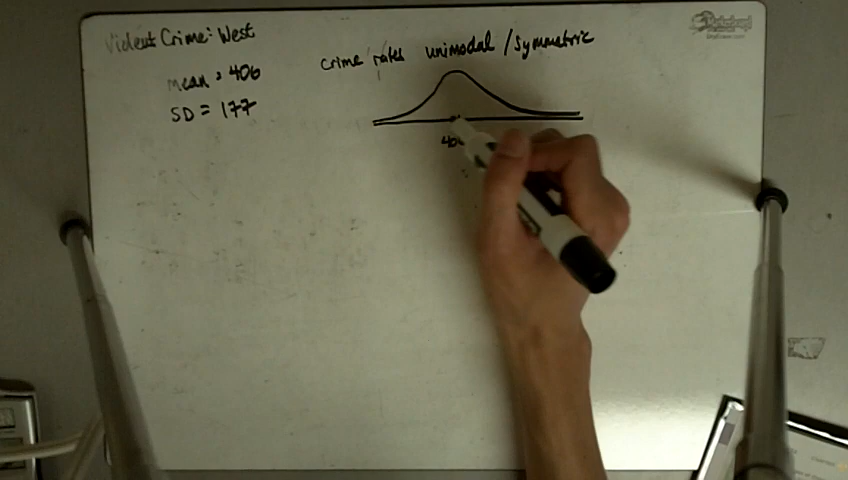 Violent Crime: West
mean = 406
SD = 177
crime rates unimodal / symmetric